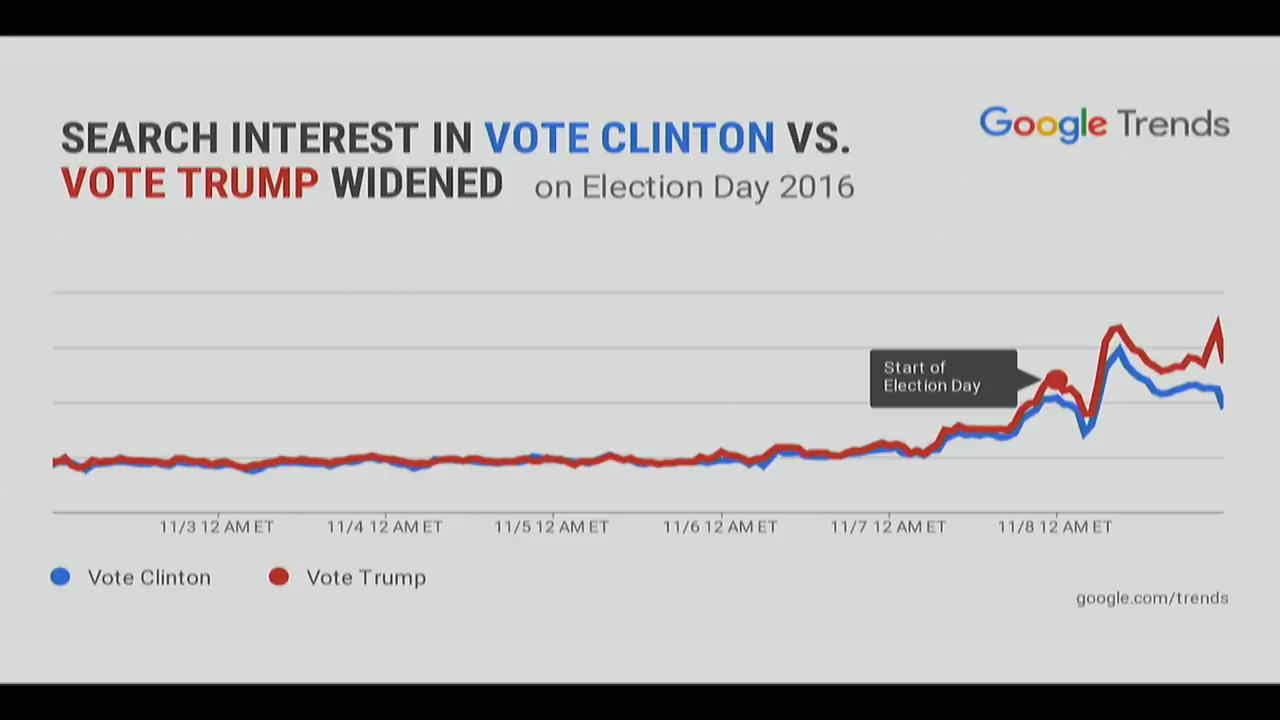 SEARCH INTEREST IN VOTE CLINTON VS.
VOTE TRUMP WIDENED on Election Day 2016
Google Trends
Start of
Election Day
11/3 12 AM ET 11/4 12 AM ET 11/5 12 AM ET 11/6 12 AM ET 11/7 12 AM ET 11/8 12 AM ET
Vote Clinton Vote Trump
google.com/trends